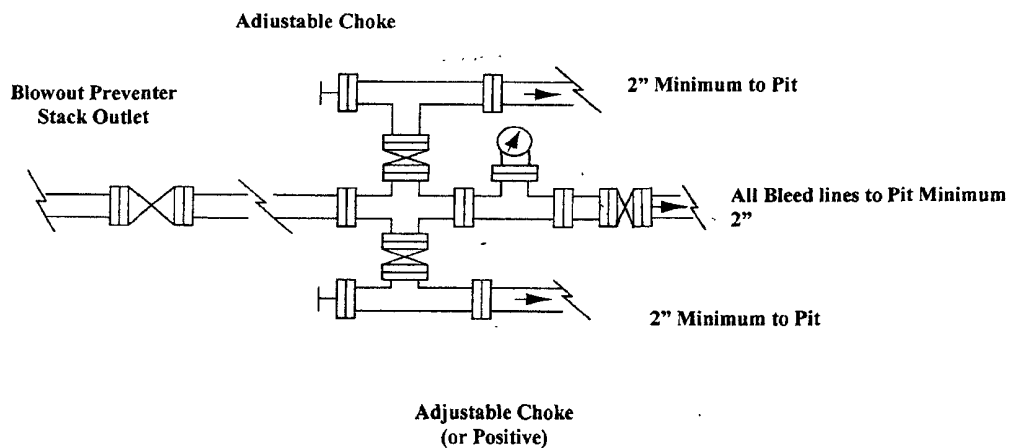 Adjustable Choke
Blowout Preventer
Stack Outlet
2” Minimum to Pit
All Bleed lines to Pit Minimum
2”
2” Minimum to Pit
Adjustable Choke
(or Positive)